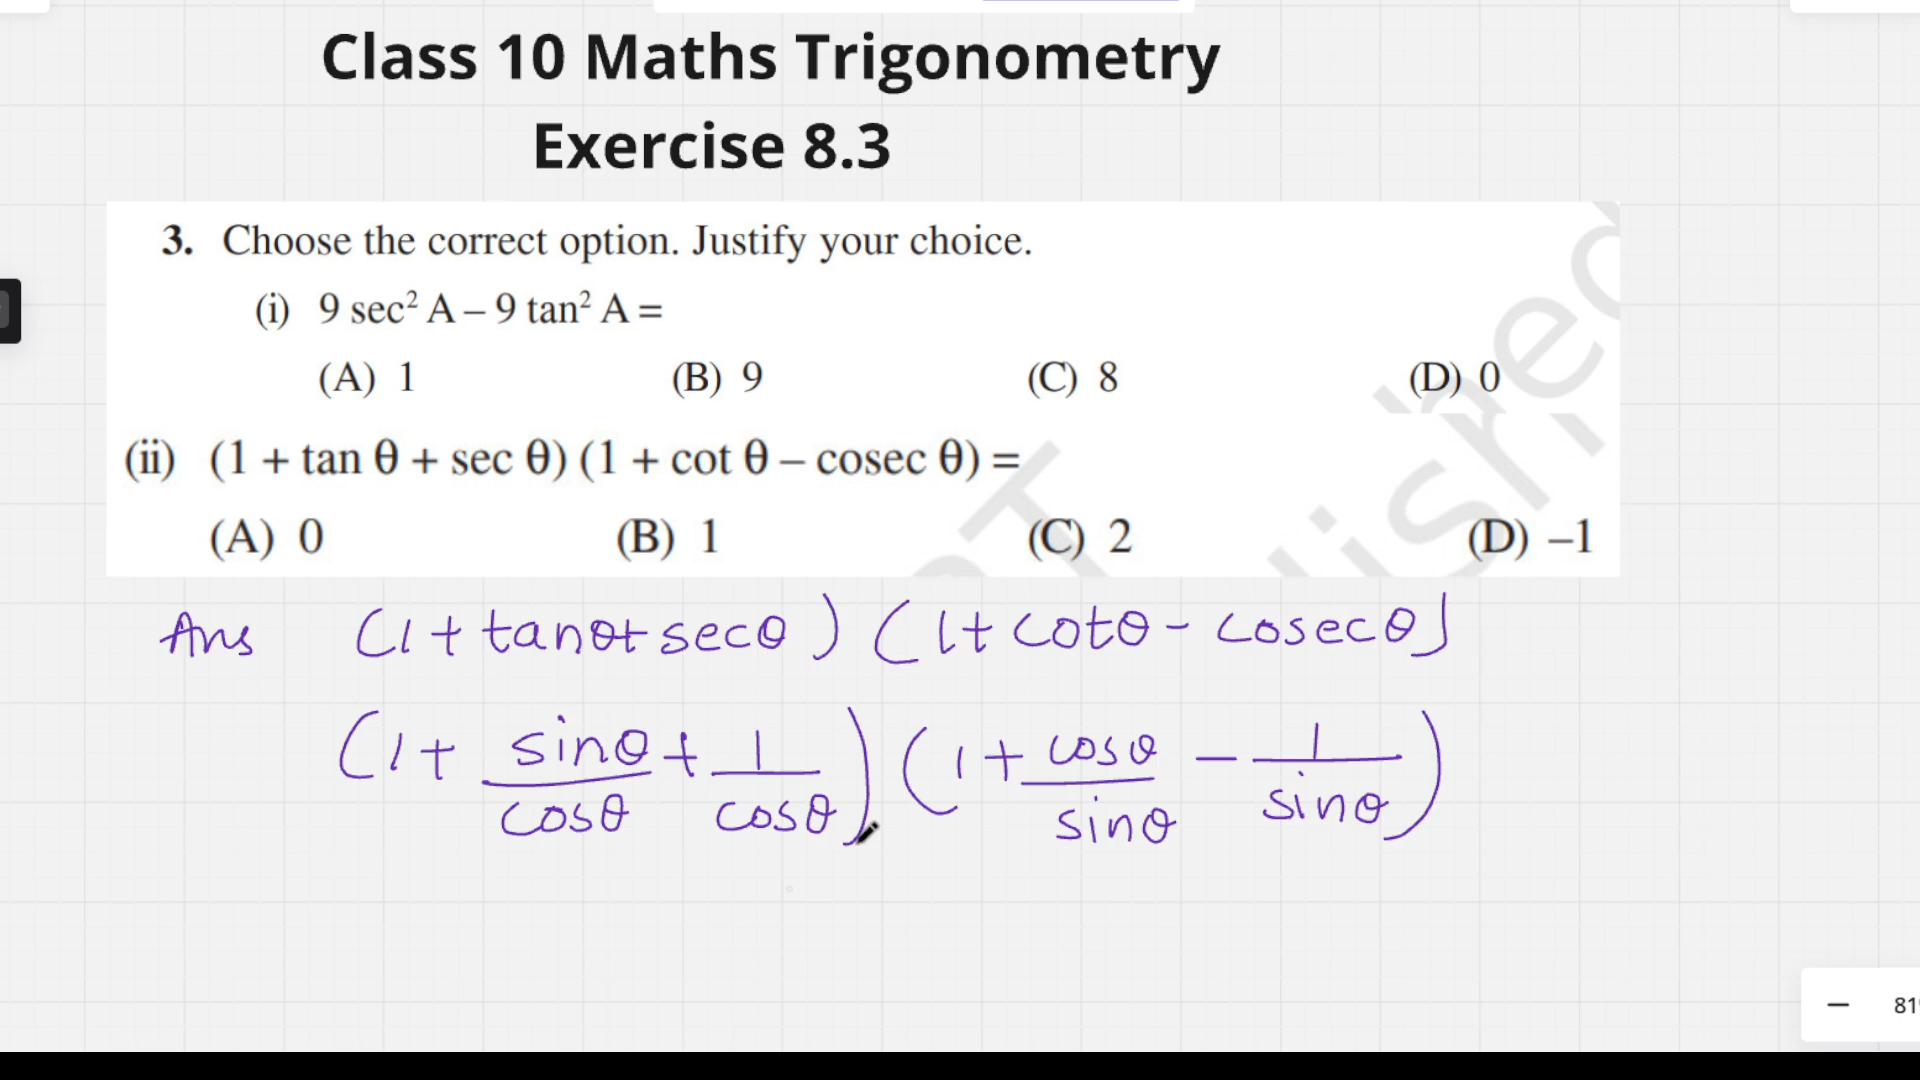 Class 10 Maths Trigonometry
Exercise 8.3
3. Choose the correct option. Justify your choice.
(i) 9 sec² A – 9 tan² A =
(A) 1 (B) 9 (C) 8 (D) 0
(ii) (1 + tan θ + sec θ) (1 + cot θ – cosec θ) =
(A) 0 (B) 1 (C) 2 (D) –1
Ans (1 + tanθ + secθ) (1 + cotθ - cosecθ)
(1 + sinθ/cosθ + 1/cosθ) (1 + cosθ/sinθ - 1/sinθ)
– 81